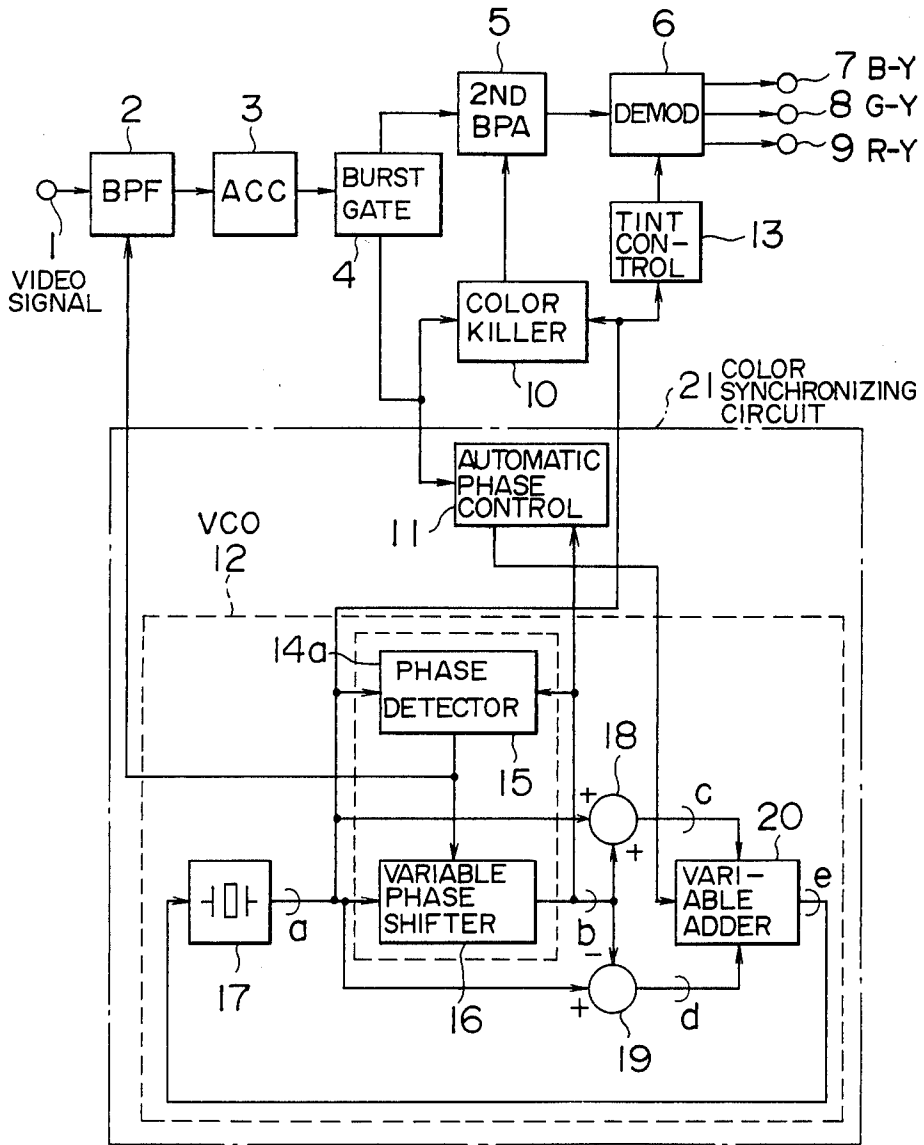 5
6
7 B-Y
8 G-Y
9 R-Y
2
3
2ND
BPA
DEMOD
BPF
ACC
BURST
GATE
1
VIDEO
SIGNAL
4
TINT
CON-
TROL
13
COLOR
KILLER
10
21 COLOR
SYNCHRONIZING
CIRCUIT
AUTOMATIC
PHASE
CONTROL
11
VCO
12
14a
PHASE
DETECTOR
15
18
+
+
c
20
VARIABLE
PHASE
SHIFTER
VARI-
ABLE
ADDER
e
a
b
-
17
16
+
19
d